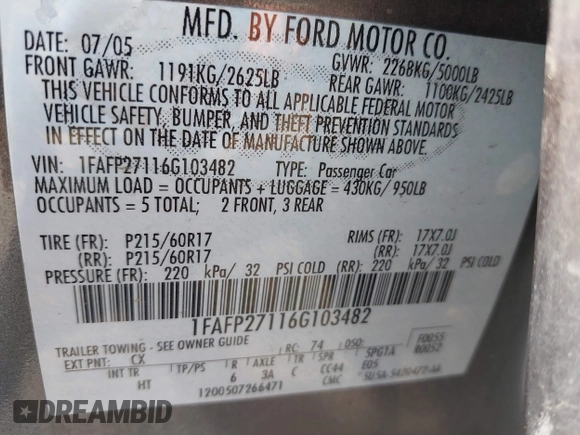 MFD. BY FORD MOTOR CO.
DATE: 07/05 GVWR: 2268KG/5000LB
FRONT GAWR: 1191KG/2625LB REAR GAWR: 1100KG/2425LB
THIS VEHICLE CONFORMS TO ALL APPLICABLE FEDERAL MOTOR
VEHICLE SAFETY, BUMPER, AND THEFT PREVENTION STANDARDS
IN EFFECT ON THE DATE OF MANUFACTURE SHOWN ABOVE.
VIN: 1FAFP27116G103482 TYPE: Passenger Car
MAXIMUM LOAD = OCCUPANTS + LUGGAGE = 430KG/950LB
OCCUPANTS = 5 TOTAL; 2 FRONT, 3 REAR
TIRE (FR): P215/60R17 RIMS (FR): 17X7.0J
(RR): P215/60R17 (RR): 17X7.0J
PRESSURE (FR): 220 kPa/ 32 PSI COLD (RR): 220 kPa/ 32 PSI COLD
1FAFP27116G103482
TRAILER TOWING - SEE OWNER GUIDE RC: 74 DSO: F0055
EXT PNT: CX R0052
INT TR TP/PS R AXLE TR SPR SPGTA
HT 6 3A C CC44 EOS
1200507266471 CMC
DREAMBID